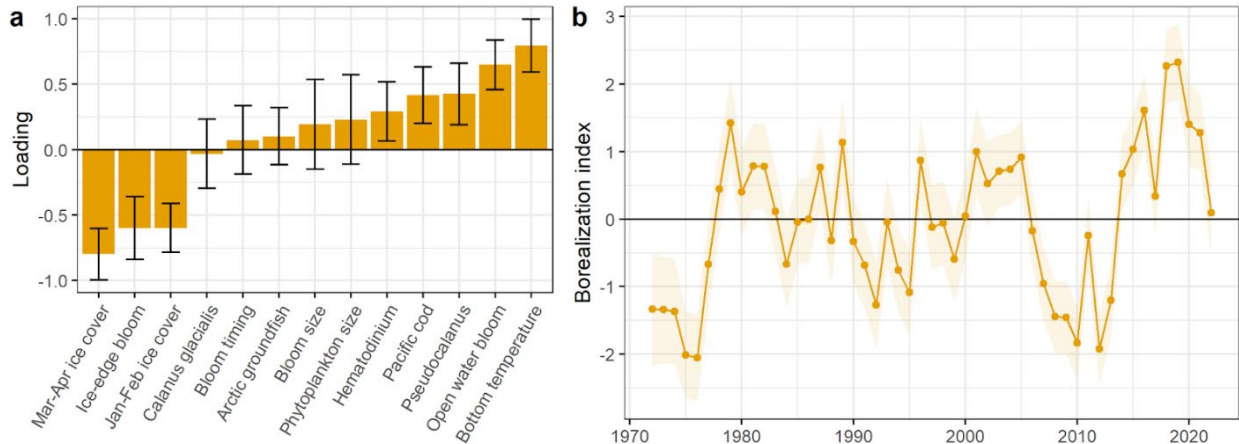 a
1.0
0.5
0.0
-0.5
-1.0
Loading
Mar-Apr ice cover
Ice-edge bloom
Jan-Feb ice cover
Calanus glacialis
Bloom timing
Arctic groundfish
Bloom size
Phytoplankton size
Hematodinium
Pacific cod
Pseudocalanus
Open water bloom
Bottom temperature
b
3
2
1
0
-1
-2
Borealization index
1970
1980
1990
2000
2010
2020